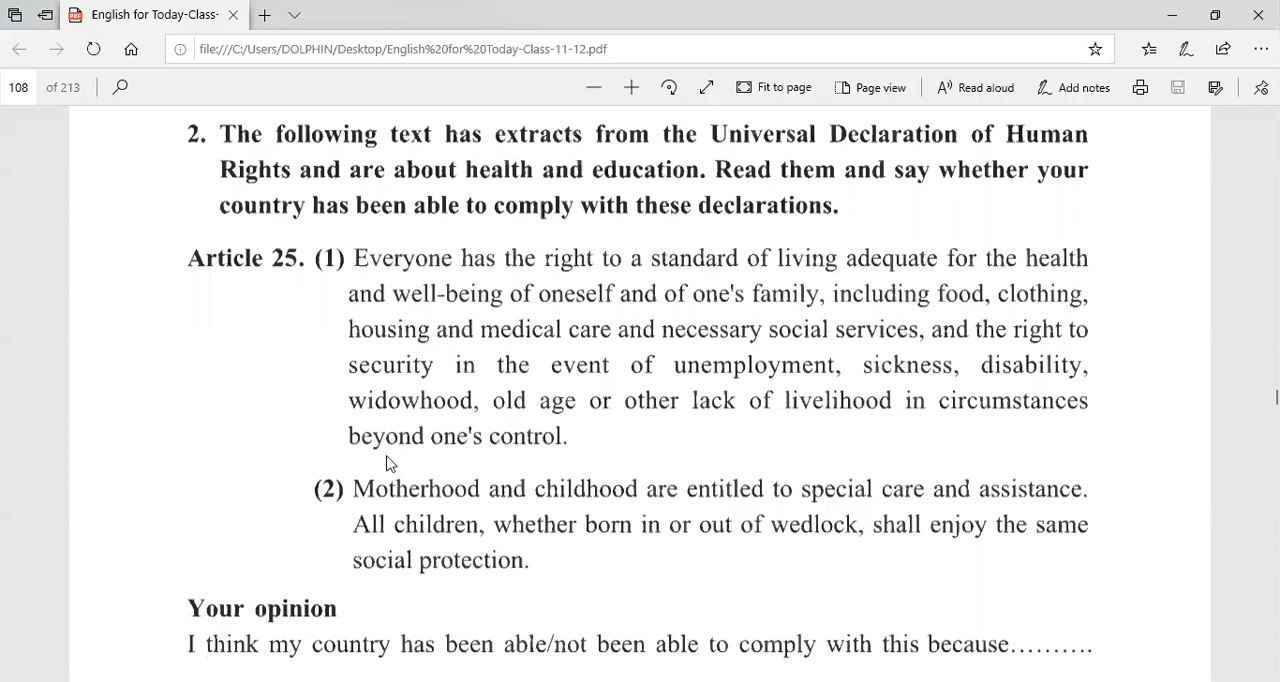 English for Today-Class-
file:///C:/Users/DOLPHIN/Desktop/English%20for%20Today-Class-11-12.pdf
108 of 213 Fit to page Page view Read aloud Add notes
2. The following text has extracts from the Universal Declaration of Human
Rights and are about health and education. Read them and say whether your
country has been able to comply with these declarations.
Article 25. (1) Everyone has the right to a standard of living adequate for the health
and well-being of oneself and of one's family, including food, clothing,
housing and medical care and necessary social services, and the right to
security in the event of unemployment, sickness, disability,
widowhood, old age or other lack of livelihood in circumstances
beyond one's control.
(2) Motherhood and childhood are entitled to special care and assistance.
All children, whether born in or out of wedlock, shall enjoy the same
social protection.
Your opinion
I think my country has been able/not been able to comply with this because..........